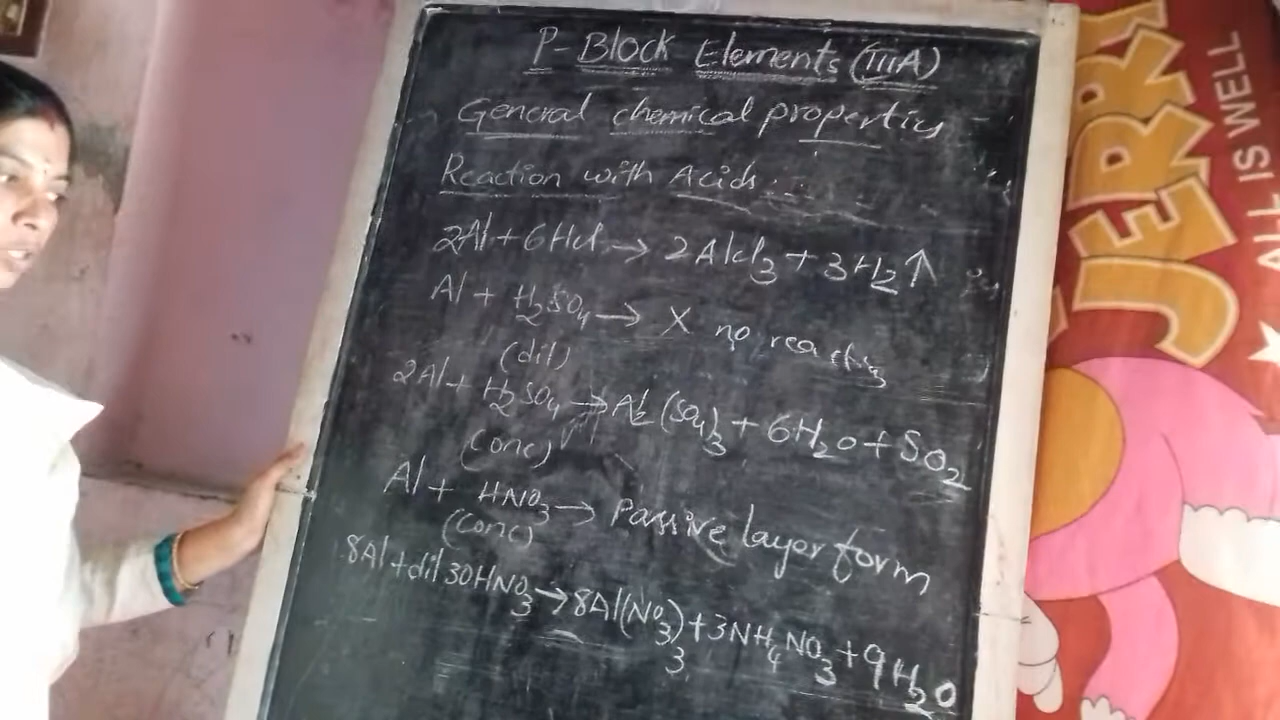 P-Block Elements (IIIA)
General chemical properties
Reaction with Acids:
2Al + 6Hcl → 2Alcl3 + 3H2↑
Al + H2SO4 → X no reaction
(dil)
2Al + H2SO4 → Al2(SO4)3 + 6H2O + SO2
(conc)
Al + HNO3 → Passive layer form
(conc)
8Al + dil 30HNO3 → 8Al(NO3)3 + 3NH4NO3 + 9H2O
JERRY
ALL IS WELL